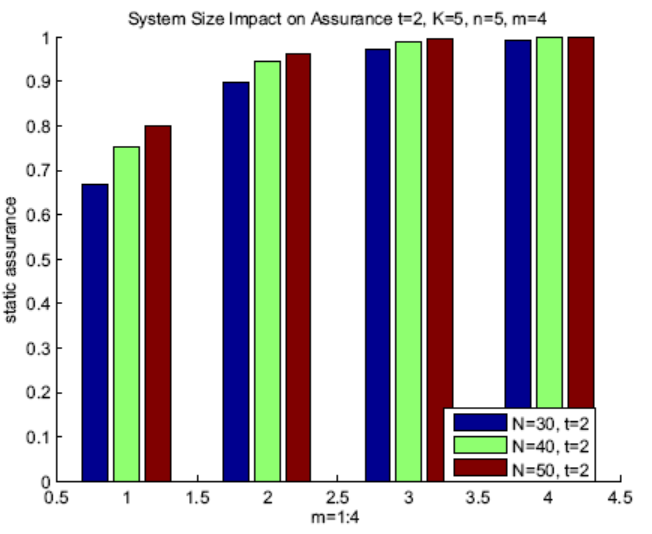 System Size Impact on Assurance t=2, K=5, n=5, m=4
1
0.9
0.8
0.7
0.6
0.5
0.4
0.3
0.2
0.1
0
static assurance
0.5 1 1.5 2 2.5 3 3.5 4 4.5
m=1:4
N=30, t=2
N=40, t=2
N=50, t=2